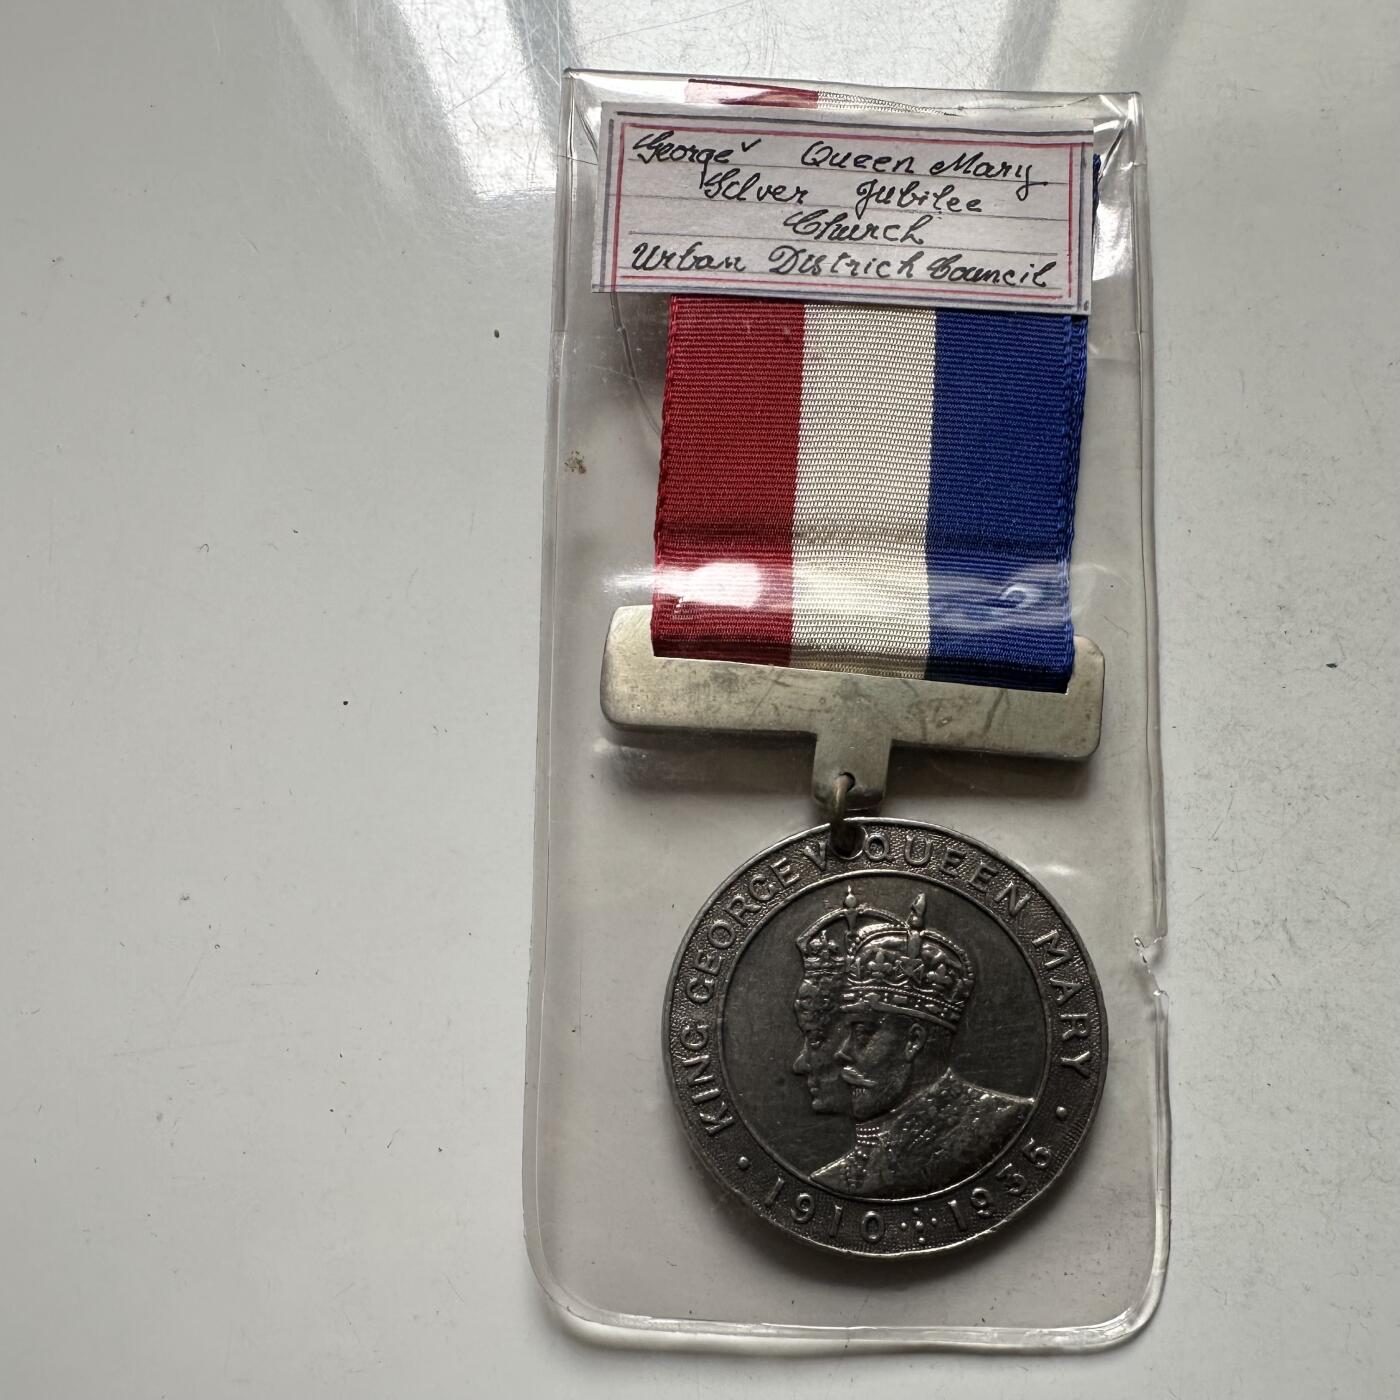 George V Queen Mary
Silver Jubilee
Church
Urban District Council
KING GEORGE V QUEEN MARY
1910 1935